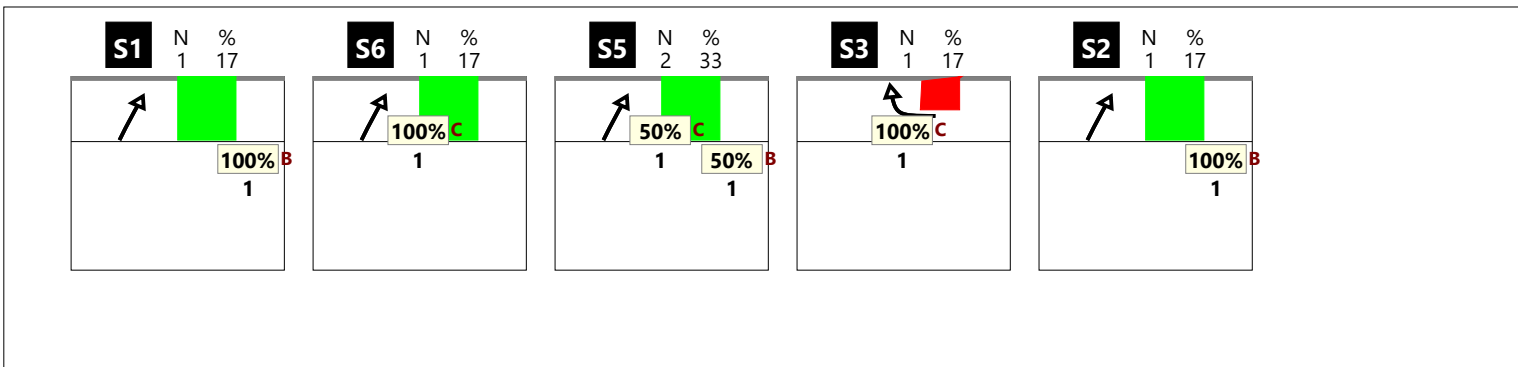 S1 N % 1 17
100% B
1
S6 N % 1 17
100% C
1
S5 N % 2 33
50% C
1
50% B
1
S3 N % 1 17
100% C
1
S2 N % 1 17
100% B
1